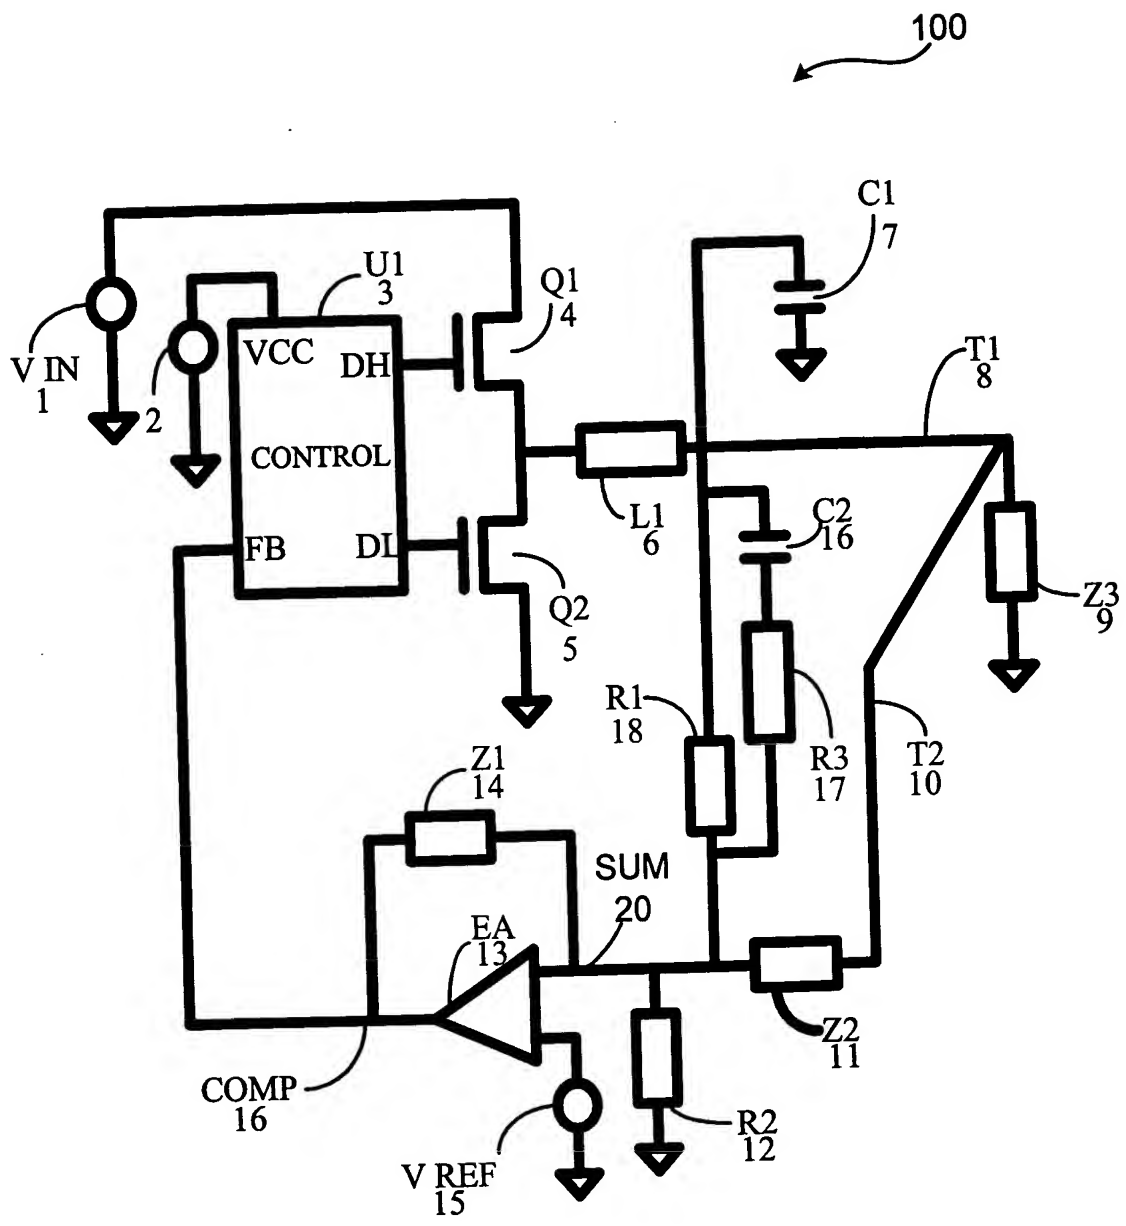 100
C1
7
U1
3
Q1
4
V IN
1
2
VCC
DH
T1
8
CONTROL
L1
6
C2
16
FB
DL
Q2
5
Z3
9
R1
18
R3
17
T2
10
Z1
14
SUM
20
EA
13
Z2
11
COMP
16
R2
12
V REF
15